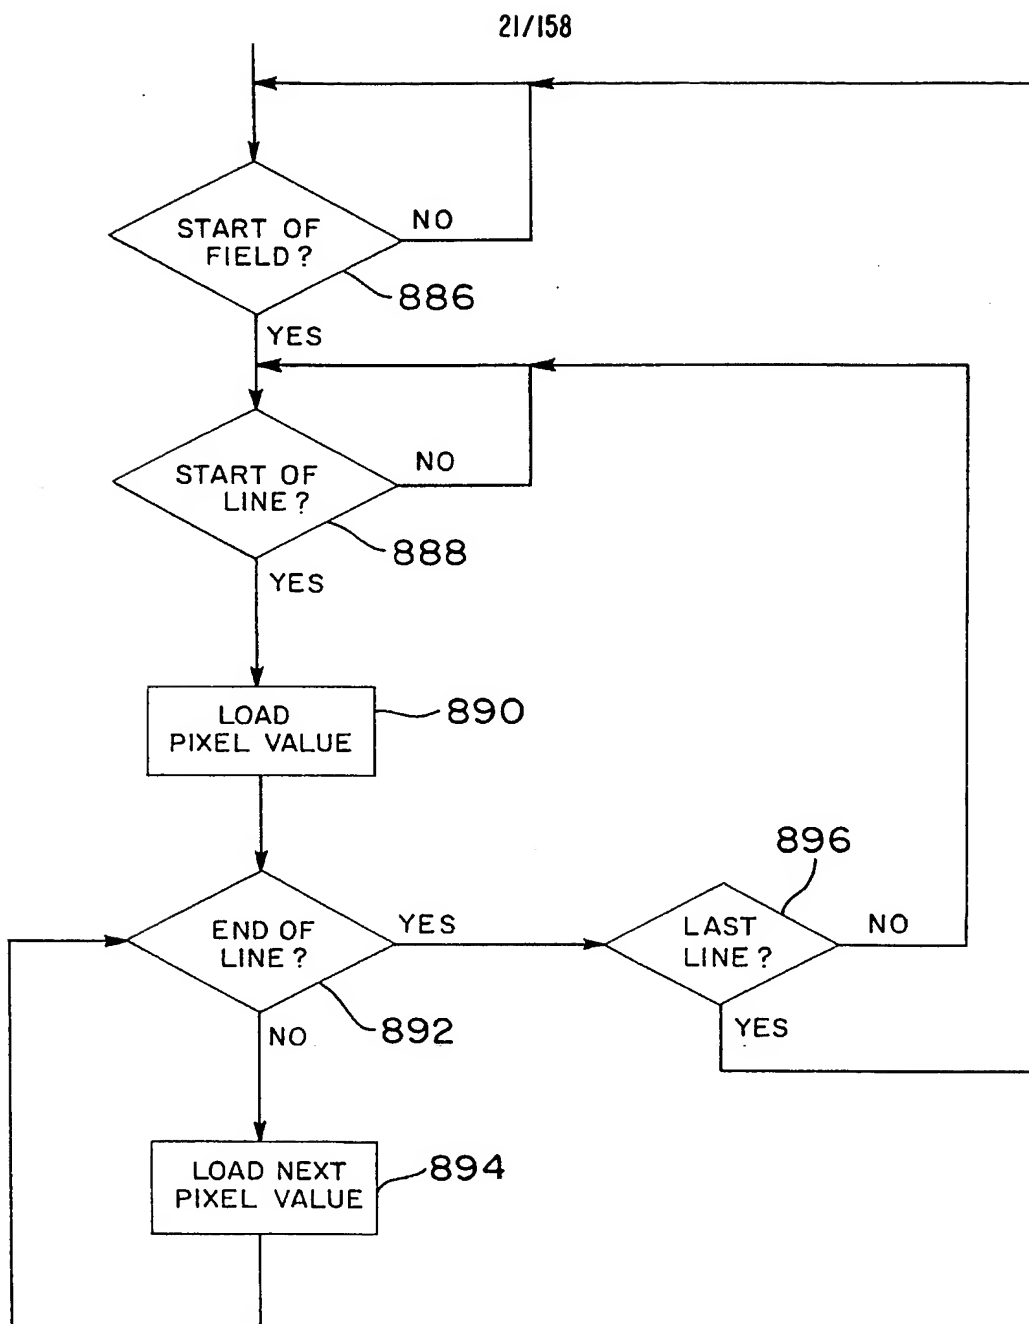 21/158
START OF
FIELD?
NO
886
YES
START OF
LINE?
NO
888
YES
LOAD
PIXEL VALUE
890
END OF
LINE?
YES
892
NO
896
LAST
LINE?
NO
YES
LOAD NEXT
PIXEL VALUE
894